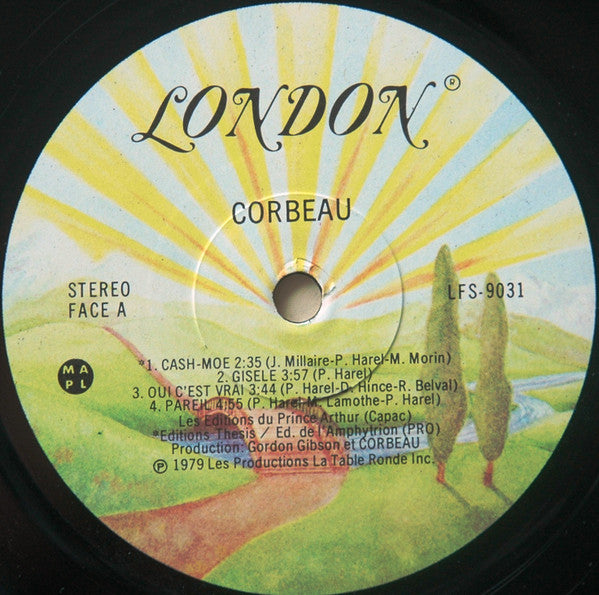 LONDON®
CORBEAU
STEREO
FACE A
LFS-9031
MA
PL
*1. CASH-MOE 2:35 (J. Millaire-P. Harel-M. Morin)
2. GISELE 3:57 (P. Harel)
3. OUI C'EST VRAI 3:44 (P. Harel-D. Hince-R. Belval)
4. PAREIL 4:55 (P. Harel-M. Lamothe-P. Harel)
Les Editions du Prince Arthur (Capac)
*Editions Thesis / Ed. de l'Amphytrion (PRO)
Production: Gordon Gibson et CORBEAU
℗ 1979 Les Productions La Table Ronde Inc.